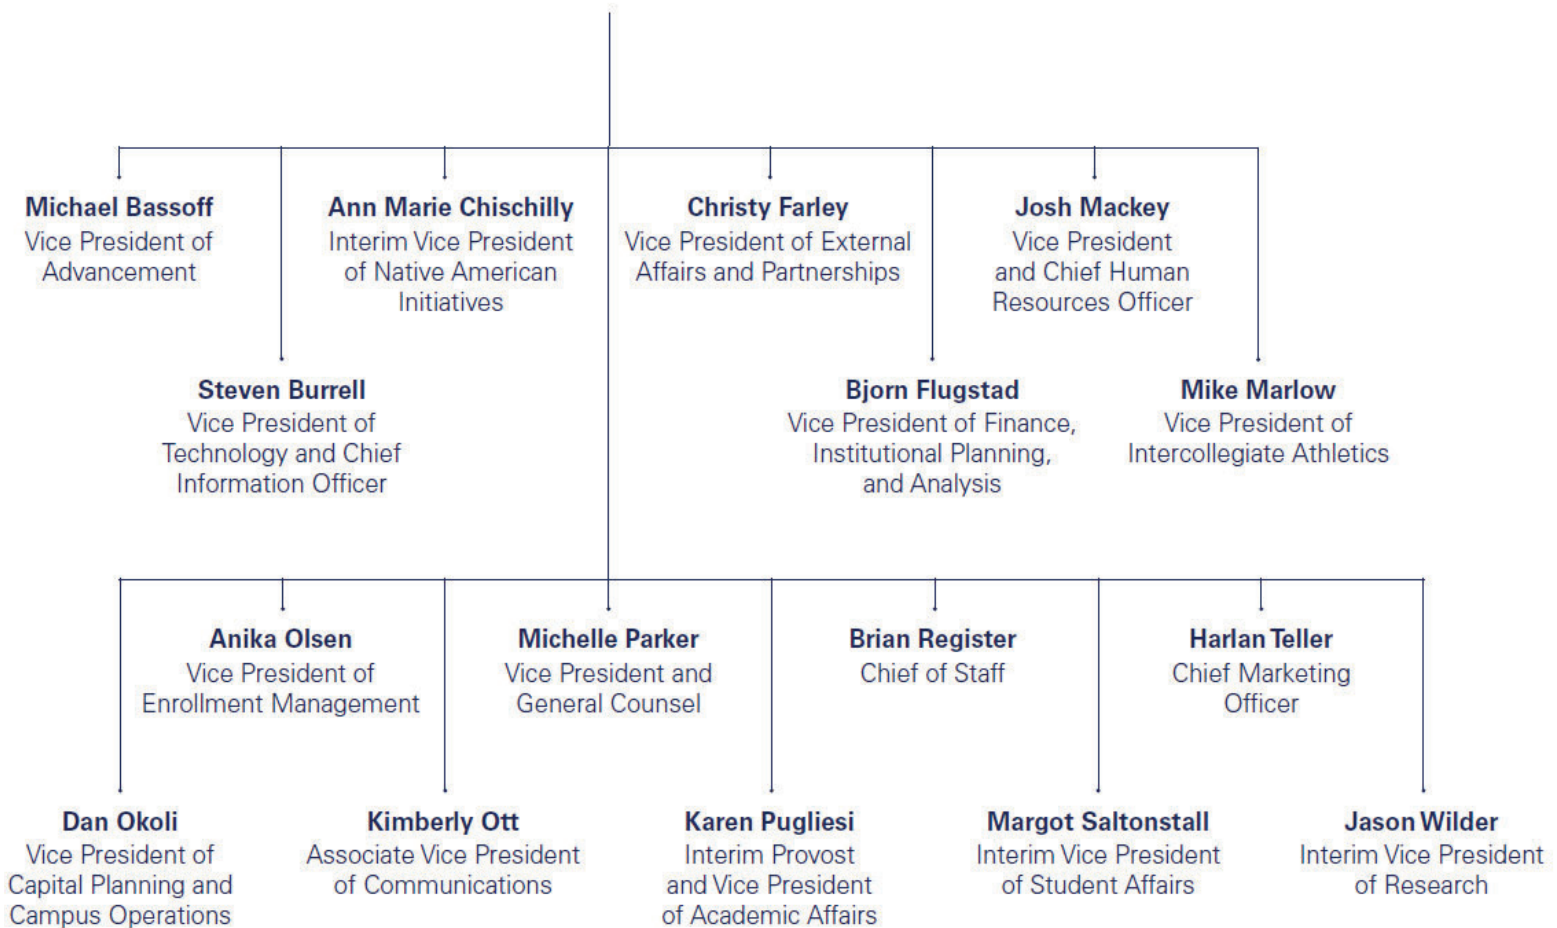 Michael Bassoff
Vice President of
Advancement
Ann Marie Chischilly
Interim Vice President
of Native American
Initiatives
Christy Farley
Vice President of External
Affairs and Partnerships
Josh Mackey
Vice President
and Chief Human
Resources Officer
Steven Burrell
Vice President of
Technology and Chief
Information Officer
Bjorn Flugstad
Vice President of Finance,
Institutional Planning,
and Analysis
Mike Marlow
Vice President of
Intercollegiate Athletics
Anika Olsen
Vice President of
Enrollment Management
Michelle Parker
Vice President and
General Counsel
Brian Register
Chief of Staff
Harlan Teller
Chief Marketing
Officer
Dan Okoli
Vice President of
Capital Planning and
Campus Operations
Kimberly Ott
Associate Vice President
of Communications
Karen Pugliesi
Interim Provost
and Vice President
of Academic Affairs
Margot Saltonstall
Interim Vice President
of Student Affairs
Jason Wilder
Interim Vice President
of Research